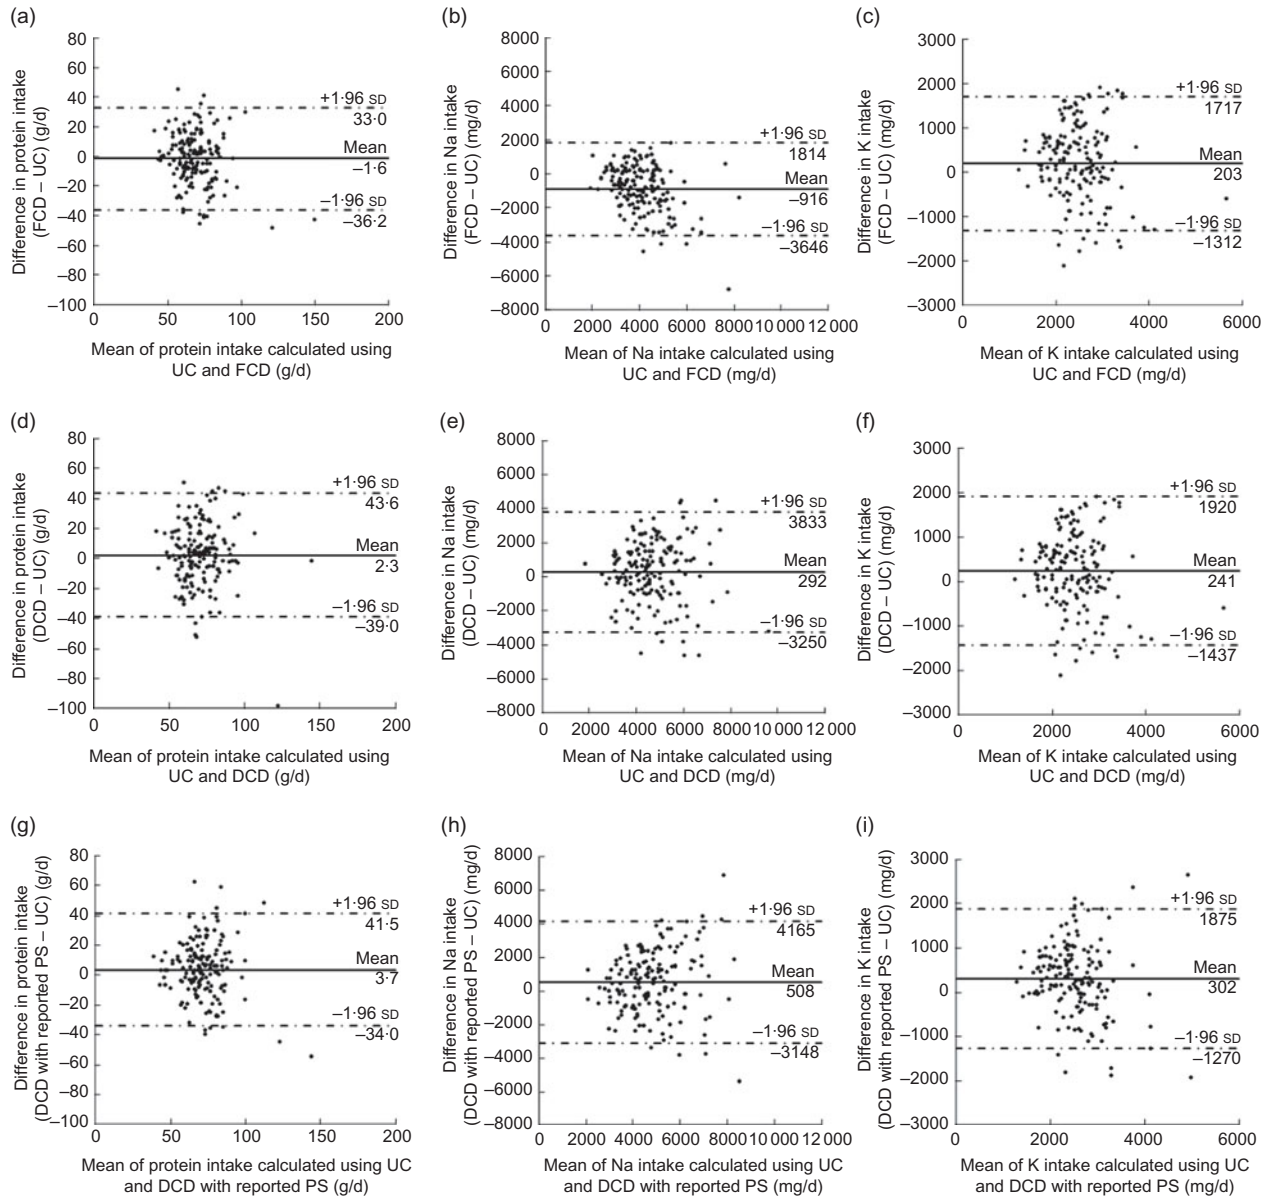 (a)
80
60
40
20
0
–20
–40
–60
–80
–100
Difference in protein intake
(FCD – UC) (g/d)
+1·96 SD
33·0
Mean
–1·6
–1·96 SD
–36·2
0
50
100
150
200
Mean of protein intake calculated using
UC and FCD (g/d)
(b)
8000
6000
4000
2000
0
–2000
–4000
–6000
–8000
Difference in Na intake
(FCD – UC) (mg/d)
+1·96 SD
1814
Mean
–916
–1·96 SD
–3646
0
2000
4000
6000
8000
10 000
12 000
Mean of Na intake calculated using
UC and FCD (mg/d)
(c)
3000
2000
1000
0
–1000
–2000
–3000
Difference in K intake
(FCD – UC) (mg/d)
+1·96 SD
1717
Mean
203
–1·96 SD
–1312
0
2000
4000
6000
Mean of K intake calculated using
UC and FCD (mg/d)
(d)
80
60
40
20
0
–20
–40
–60
–80
–100
Difference in protein intake
(DCD – UC) (g/d)
+1·96 SD
43·6
Mean
2·3
–1·96 SD
–39·0
0
50
100
150
200
Mean of protein intake calculated using
UC and DCD (g/d)
(e)
8000
6000
4000
2000
0
–2000
–4000
–6000
–8000
Difference in Na intake
(DCD – UC) (mg/d)
+1·96 SD
3833
Mean
292
–1·96 SD
–3250
0
2000
4000
6000
8000
10 000
12 000
Mean of Na intake calculated using
UC and DCD (mg/d)
(f)
3000
2000
1000
0
–1000
–2000
–3000
Difference in K intake
(DCD – UC) (mg/d)
+1·96 SD
1920
Mean
241
–1·96 SD
–1437
0
2000
4000
6000
Mean of K intake calculated using
UC and DCD (mg/d)
(g)
80
60
40
20
0
–20
–40
–60
–80
–100
Difference in protein intake
(DCD with reported PS – UC) (g/d)
+1·96 SD
41·5
Mean
3·7
–1·96 SD
–34·0
0
50
100
150
200
Mean of protein intake calculated using UC
and DCD with reported PS (g/d)
(h)
8000
6000
4000
2000
0
–2000
–4000
–6000
–8000
Difference in Na intake
(DCD with reported PS – UC) (mg/d)
+1·96 SD
4165
Mean
508
–1·96 SD
–3148
0
2000
4000
6000
8000
10 000
12 000
Mean of Na intake calculated using UC
and DCD with reported PS (mg/d)
(i)
3000
2000
1000
0
–1000
–2000
–3000
Difference in K intake
(DCD with reported PS – UC) (mg/d)
+1·96 SD
1875
Mean
302
–1·96 SD
–1270
0
2000
4000
6000
Mean of K intake calculated using UC
and DCD with reported PS (mg/d)